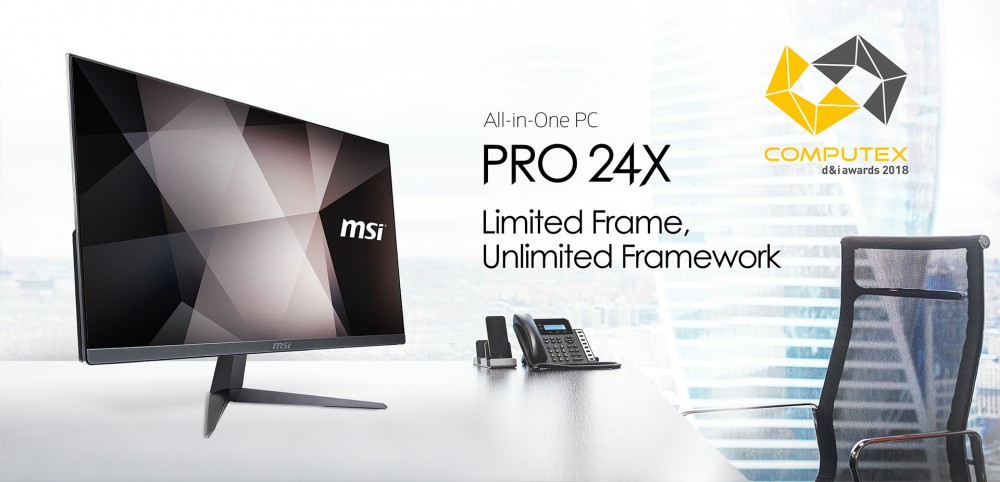 All-in-One PC
PRO 24X
Limited Frame,
Unlimited Framework
COMPUTEX
d&i awards 2018
msi
msi